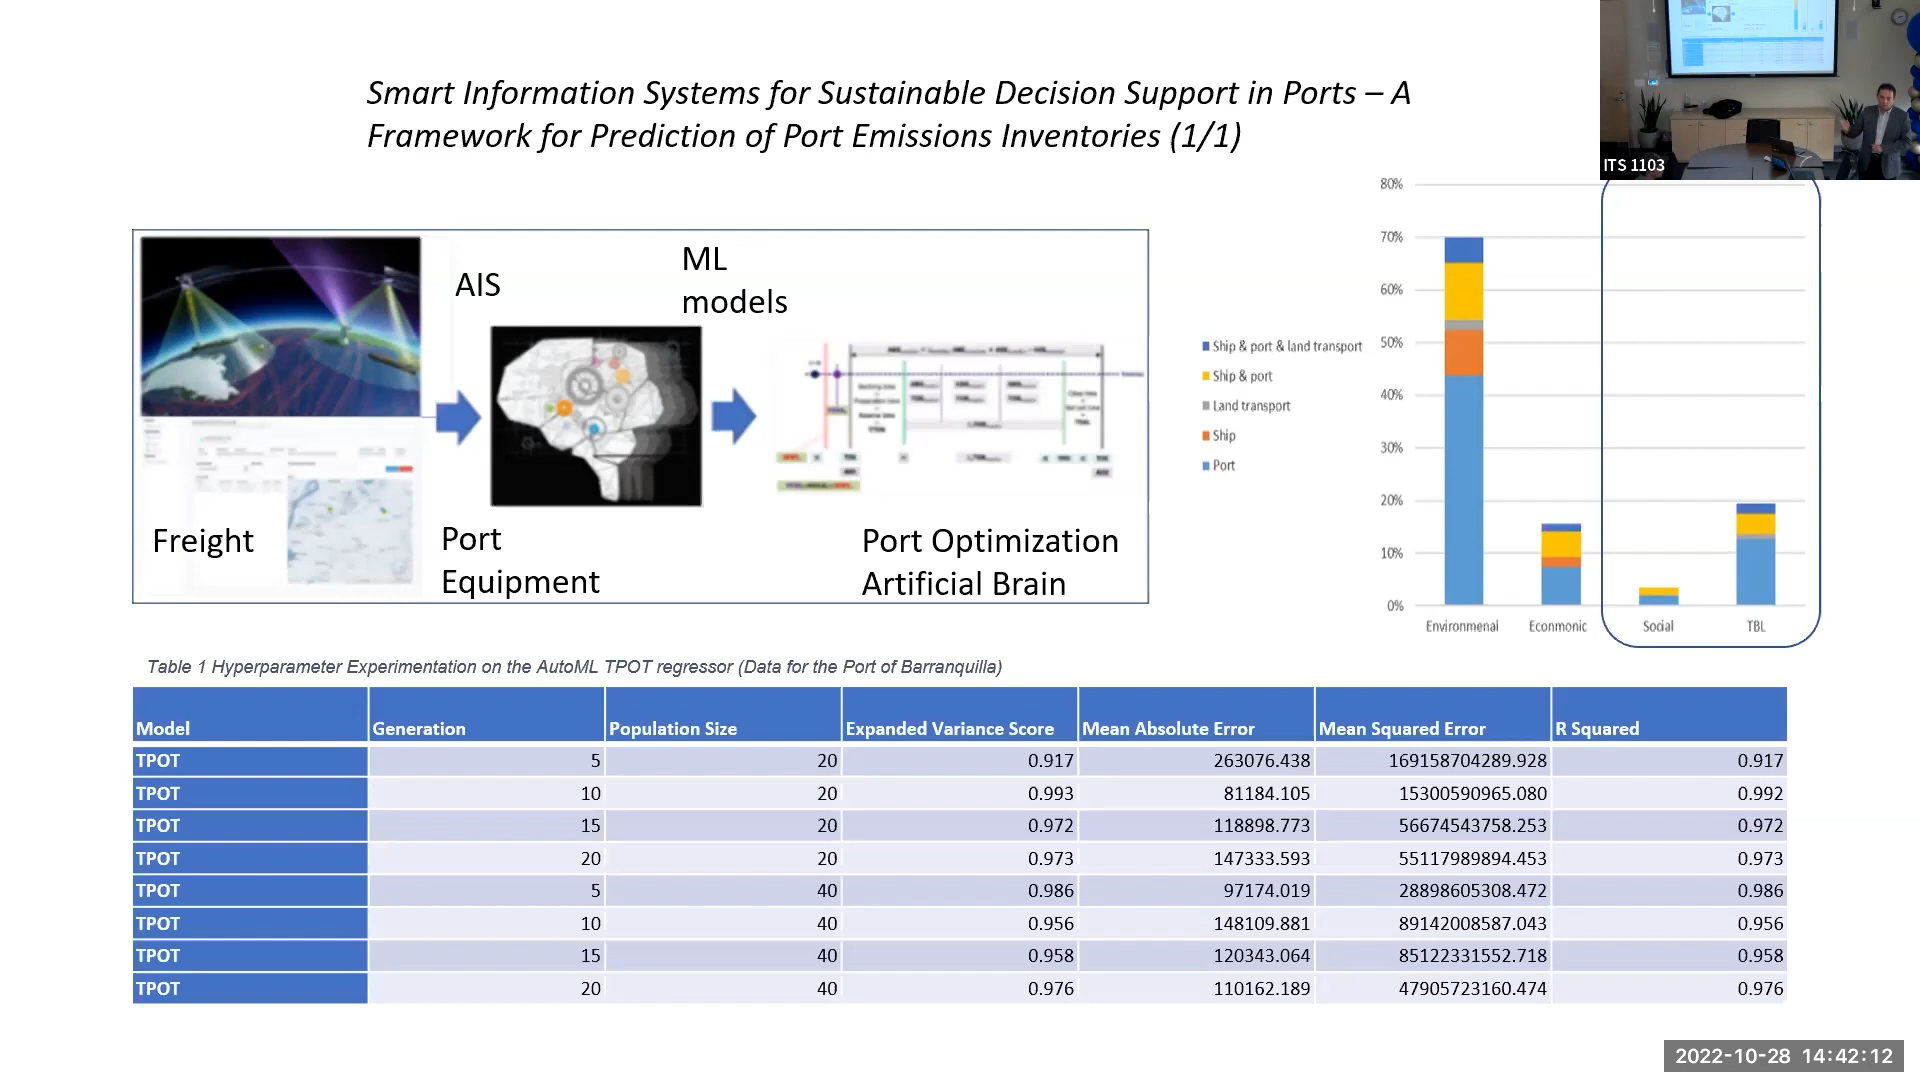 Smart Information Systems for Sustainable Decision Support in Ports – A
Framework for Prediction of Port Emissions Inventories (1/1)
ITS 1103
AIS
ML
models
Freight
Port
Equipment
Port Optimization
Artificial Brain
80%
70%
60%
50%
40%
30%
20%
10%
0%
Ship & port & land transport
Ship & port
Land transport
Ship
Port
Environmenal
Econmonic
Social
TBL
Table 1 Hyperparameter Experimentation on the AutoML TPOT regressor (Data for the Port of Barranquilla)
Model Generation Population Size Expanded Variance Score Mean Absolute Error Mean Squared Error R Squared
TPOT 5 20 0.917 263076.438 169158704289.928 0.917
TPOT 10 20 0.993 81184.105 15300590965.080 0.992
TPOT 15 20 0.972 118898.773 56674543758.253 0.972
TPOT 20 20 0.973 147333.593 55117989894.453 0.973
TPOT 5 40 0.986 97174.019 28898605308.472 0.986
TPOT 10 40 0.956 148109.881 89142008587.043 0.956
TPOT 15 40 0.958 120343.064 85122331552.718 0.958
TPOT 20 40 0.976 110162.189 47905723160.474 0.976
2022-10-28 14:42:12